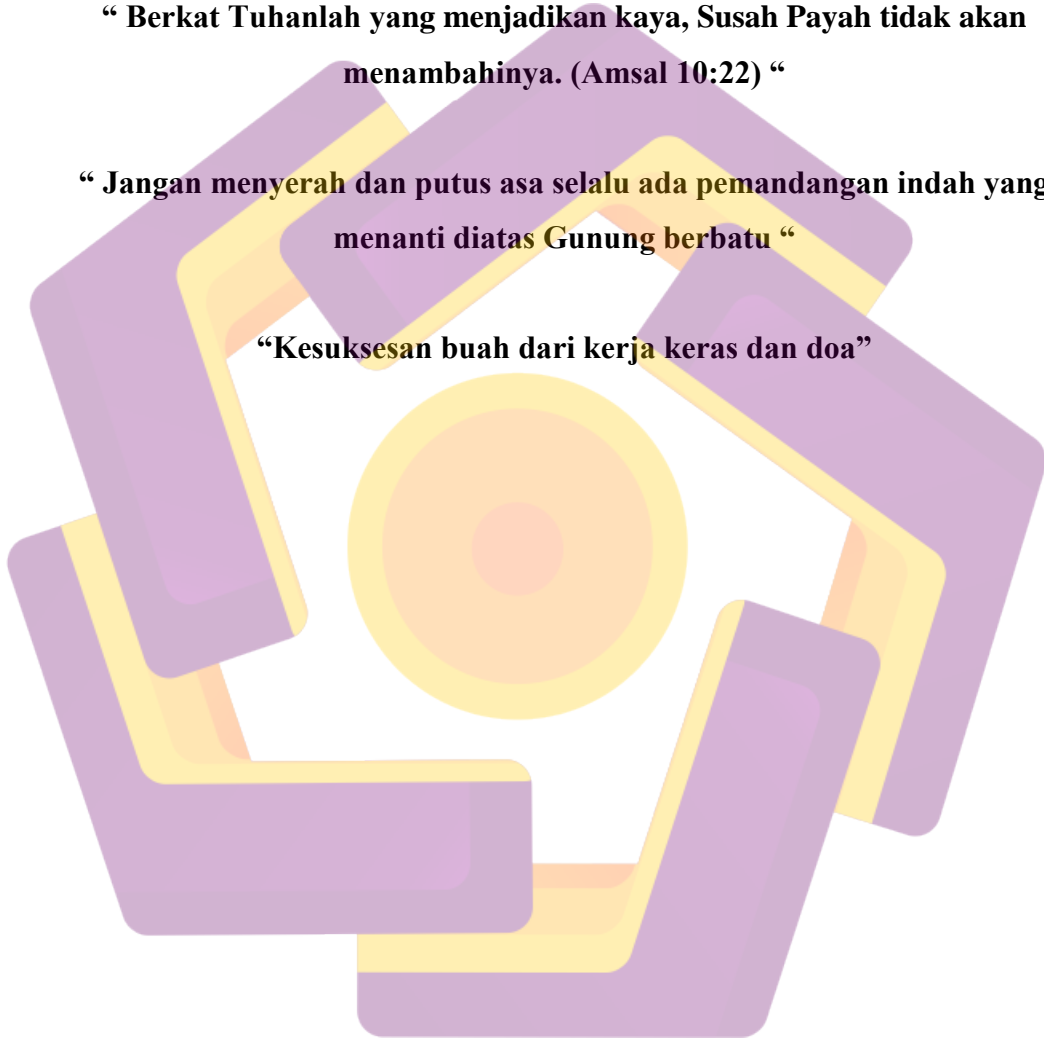 “ Berkat Tuhanlah yang menjadikan kaya, Susah Payah tidak akan
menambahinya. (Amsal 10:22) “
“ Jangan menyerah dan putus asa selalu ada pemandangan indah yang
menanti diatas Gunung berbatu “
“Kesuksesan buah dari kerja keras dan doa”